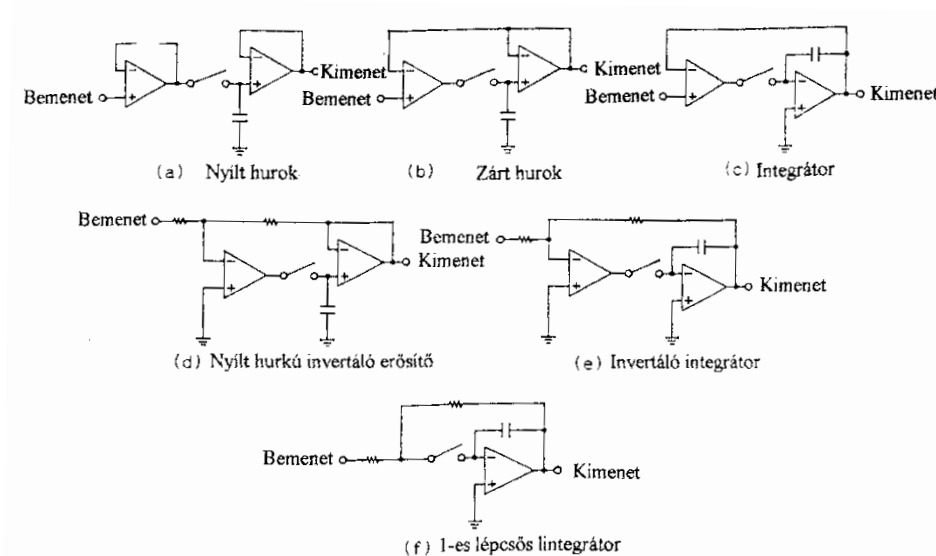 Bemenet
Kimenet
(a) Nyílt hurok
Bemenet
Kimenet
(b) Zárt hurok
Bemenet
Kimenet
(c) Integrátor
Bemenet
Kimenet
(d) Nyílt hurkú invertáló erősítő
Bemenet
Kimenet
(e) Invertáló integrátor
Bemenet
Kimenet
(f) 1-es lépcsős lintegrátor